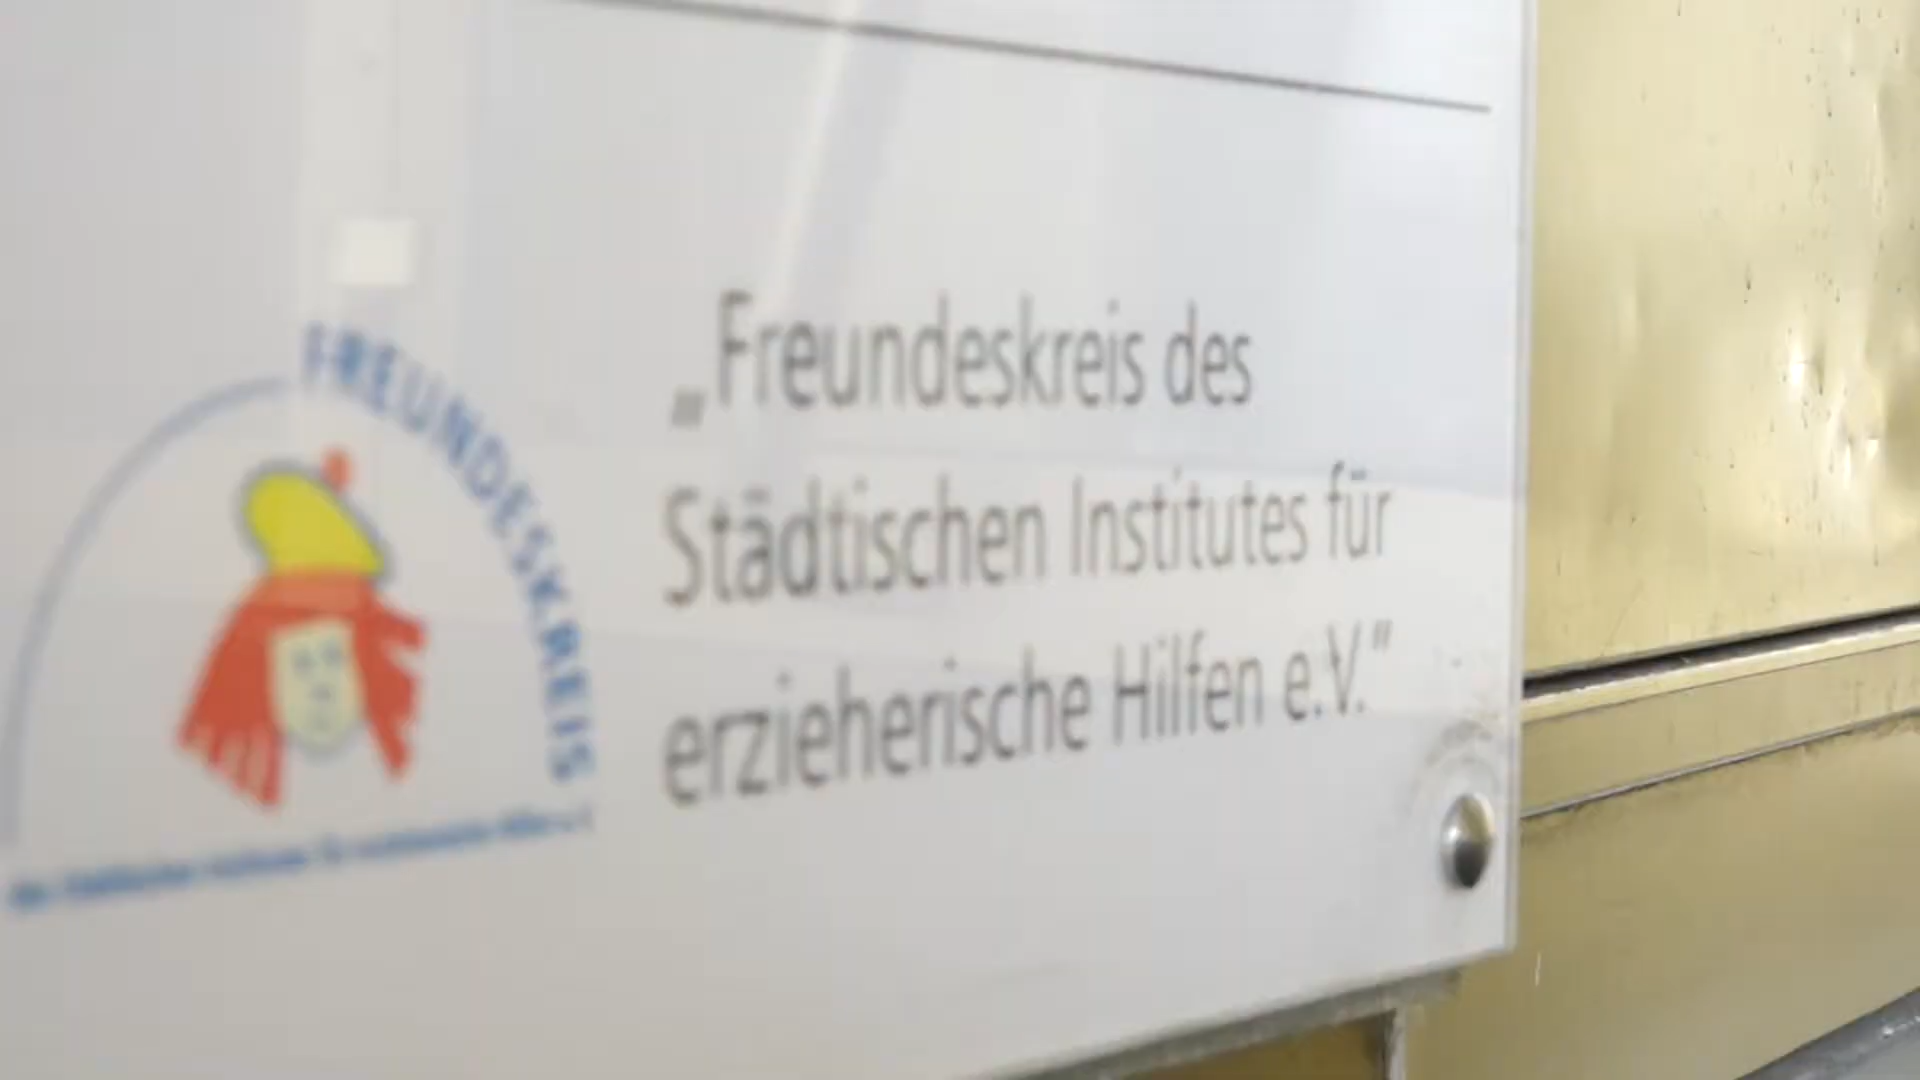 FREUNDESKREIS
„Freundeskreis des
Städtischen Institutes für
erzieherische Hilfen e.V.”